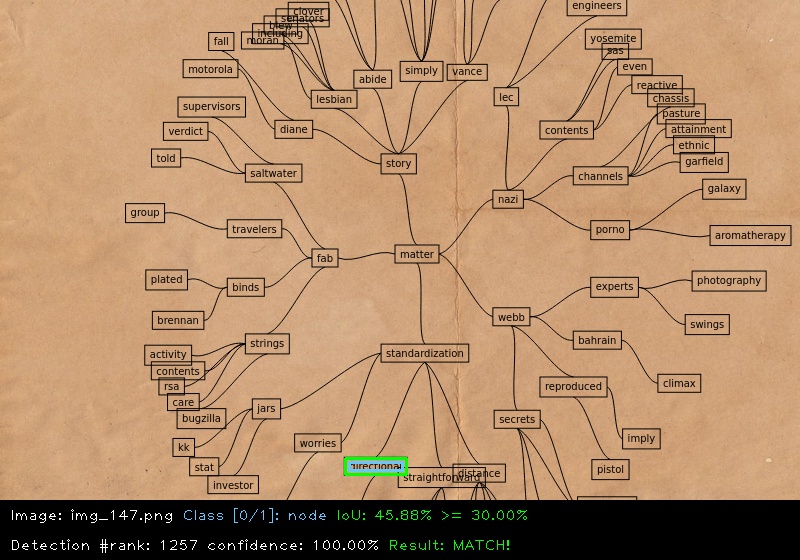 engineers
clover
senators
blew
including
moran
fall
yosemite
sas
even
motorola
abide
simply
vance
reactive
chassis
lesbian
lec
supervisors
pasture
verdict
diane
contents
attainment
ethnic
told
saltwater
story
channels
garfield
nazi
galaxy
group
travelers
porno
aromatherapy
fab
matter
plated
binds
experts
photography
brennan
webb
swings
strings
bahrain
activity
standardization
contents
rsa
reproduced
climax
care
jars
bugzilla
secrets
kk
worries
imply
stat
directional
distance
pistol
straightforward
investor
Image: img_147.png Class [0/1]: node IoU: 45.88% >= 30.00%
Detection #rank: 1257 confidence: 100.00% Result: MATCH!